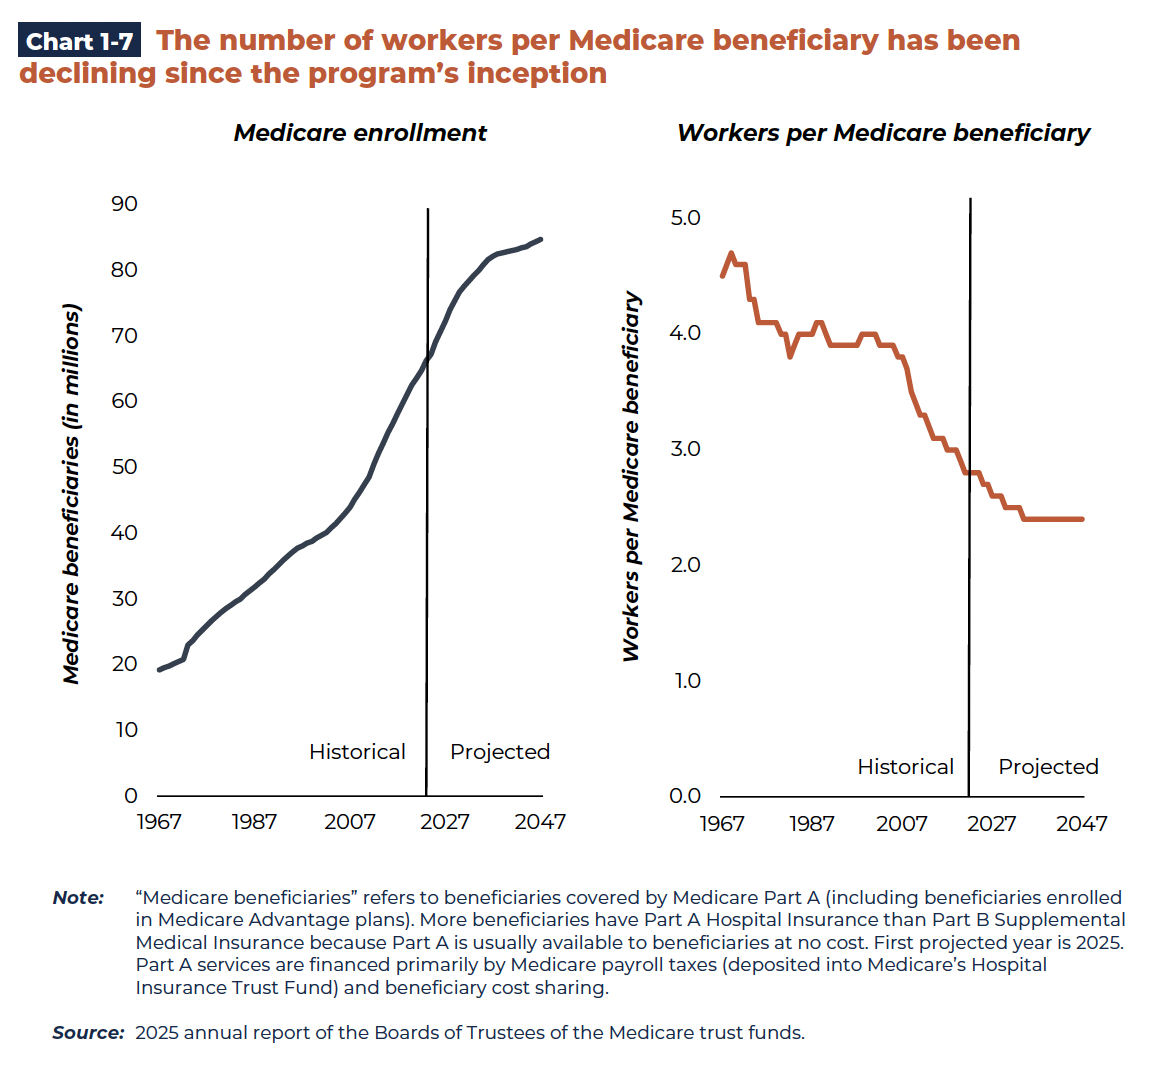 Chart 1-7 The number of workers per Medicare beneficiary has been
declining since the program’s inception
Medicare enrollment
Medicare beneficiaries (in millions)
90
80
70
60
50
40
30
20
10
0
Historical
Projected
1967
1987
2007
2027
2047
Workers per Medicare beneficiary
Workers per Medicare beneficiary
5.0
4.0
3.0
2.0
1.0
0.0
Historical
Projected
1967
1987
2007
2027
2047
Note: “Medicare beneficiaries” refers to beneficiaries covered by Medicare Part A (including beneficiaries enrolled
in Medicare Advantage plans). More beneficiaries have Part A Hospital Insurance than Part B Supplemental
Medical Insurance because Part A is usually available to beneficiaries at no cost. First projected year is 2025.
Part A services are financed primarily by Medicare payroll taxes (deposited into Medicare’s Hospital
Insurance Trust Fund) and beneficiary cost sharing.
Source: 2025 annual report of the Boards of Trustees of the Medicare trust funds.